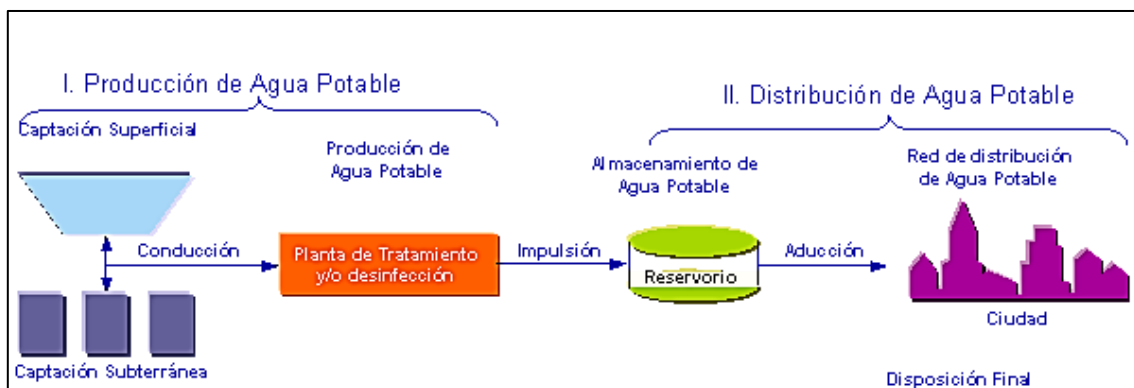 I. Producción de Agua Potable
II. Distribución de Agua Potable
Captación Superficial
Producción de
Agua Potable
Almacenamiento de
Agua Potable
Red de distribución
de Agua Potable
Conducción
Planta de Tratamiento
y/o desinfección
Impulsión
Reservorio
Aducción
Ciudad
Captación Subterránea
Disposición Final